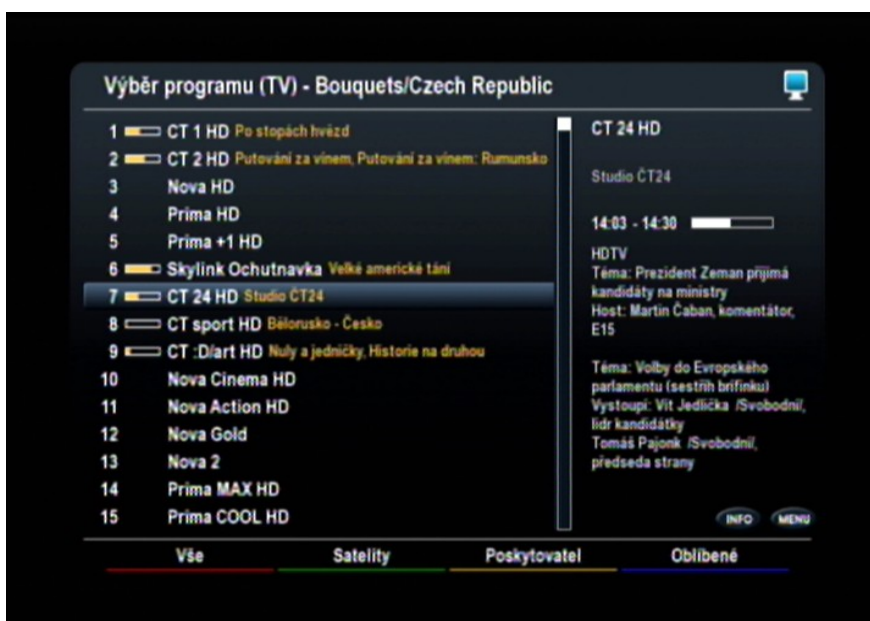 Výběr programu (TV) - Bouquets/Czech Republic
1 CT 1 HD Po stopách hvězd
2 CT 2 HD Putování za vínem, Putování za vínem: Rumunsko
3 Nova HD
4 Prima HD
5 Prima +1 HD
6 Skylink Ochutnavka Velké americké tání
7 CT 24 HD Studio ČT24
8 CT sport HD Bělorusko - Česko
9 CT :D/art HD Nuly a jedničky, Historie na druhou
10 Nova Cinema HD
11 Nova Action HD
12 Nova Gold
13 Nova 2
14 Prima MAX HD
15 Prima COOL HD
CT 24 HD
Studio ČT24
14:03 - 14:30
HDTV
Téma: Prezident Zeman přijímá
kandidáty na ministry
Host: Martin Čaban, komentátor,
E15
Téma: Volby do Evropského
parlamentu (sestřih brífinku)
Vystoupí: Vít Jedlička /Svobodní/,
lídr kandidátky
Tomáš Pajonk /Svobodní/,
předseda strany
INFO MENU
Vše Satelity Poskytovatel Oblíbené